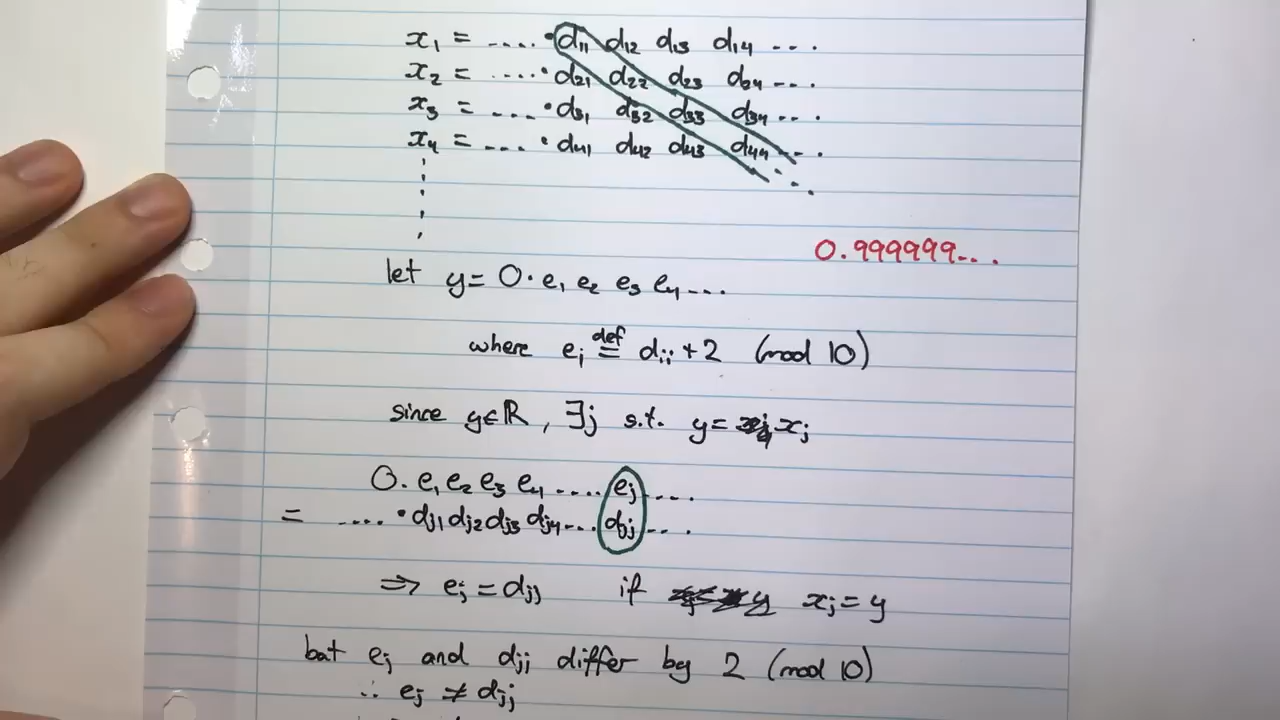 x₁ = .... . d₁₁ d₁₂ d₁₃ d₁₄ ...
x₂ = .... . d₂₁ d₂₂ d₂₃ d₂₄ ...
x₃ = ... . d₃₁ d₃₂ d₃₃ d₃₄ ...
x₄ = ... . d₄₁ d₄₂ d₄₃ d₄₄ ...
0.999999...
let y = 0·e₁ e₂ e₃ e₄ ...
where eⱼ ≝ dⱼⱼ + 2 (mod 10)
since y∈ℝ, ∃j s.t. y = xⱼ
0. e₁ e₂ e₃ e₄ .... eⱼ ....
= .... . dⱼ₁ dⱼ₂ dⱼ₃ dⱼ₄ ... dⱼⱼ ...
⇒ eⱼ = dⱼⱼ if xⱼ = y
bat eⱼ and dⱼⱼ differ by 2 (mod 10)
∴ eⱼ ≠ dⱼⱼ